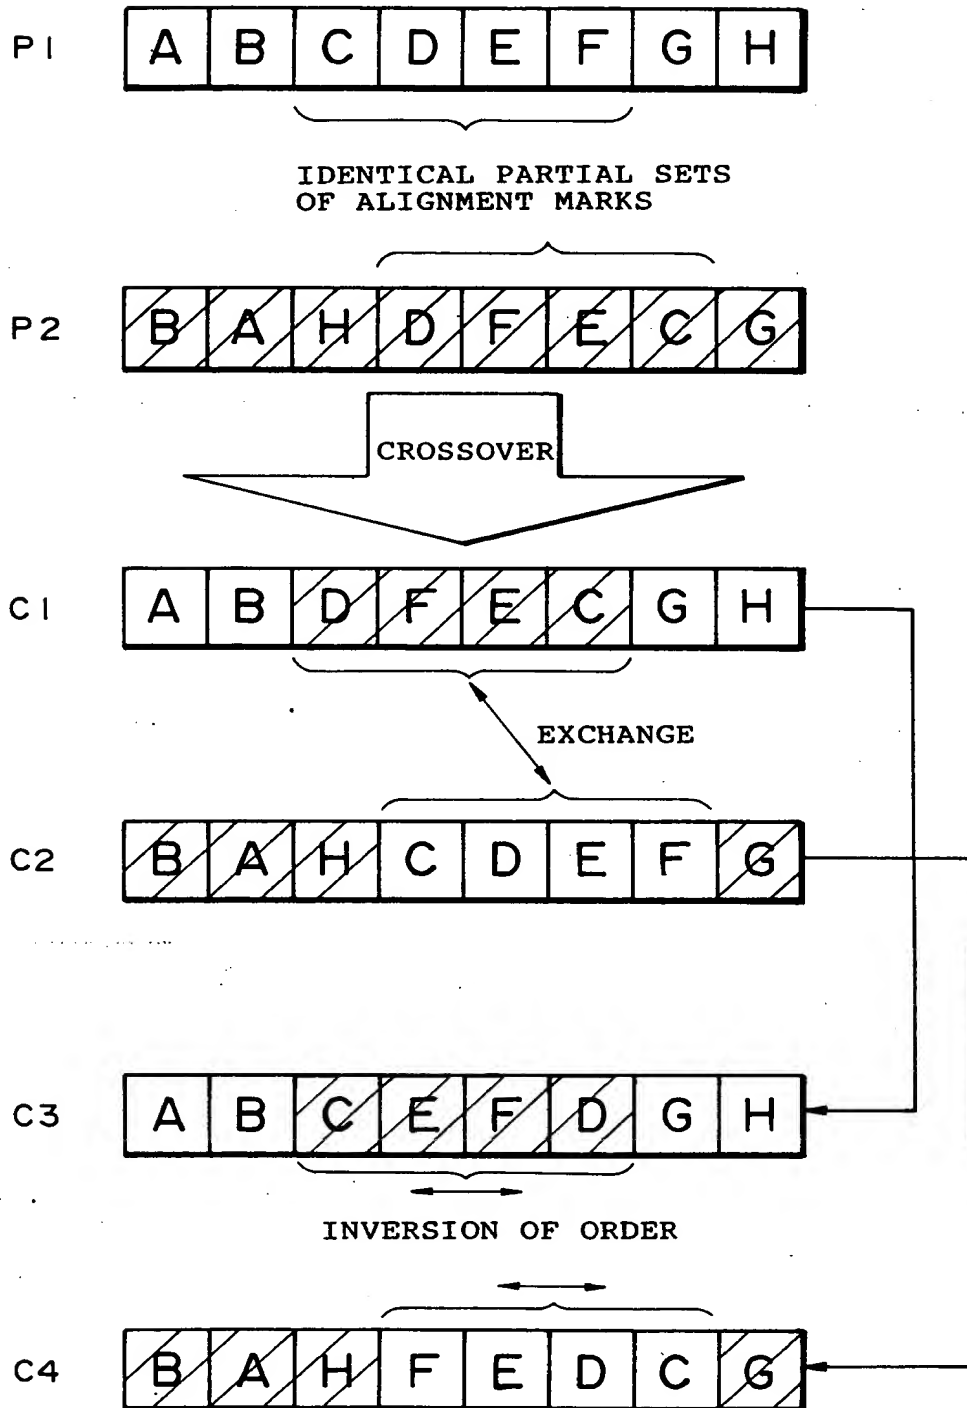 P1 A B C D E F G H
IDENTICAL PARTIAL SETS
OF ALIGNMENT MARKS
P2 B A H D F E C G
CROSSOVER
C1 A B D F E C G H
EXCHANGE
C2 B A H C D E F G
C3 A B C E F D G H
INVERSION OF ORDER
C4 B A H F E D C G